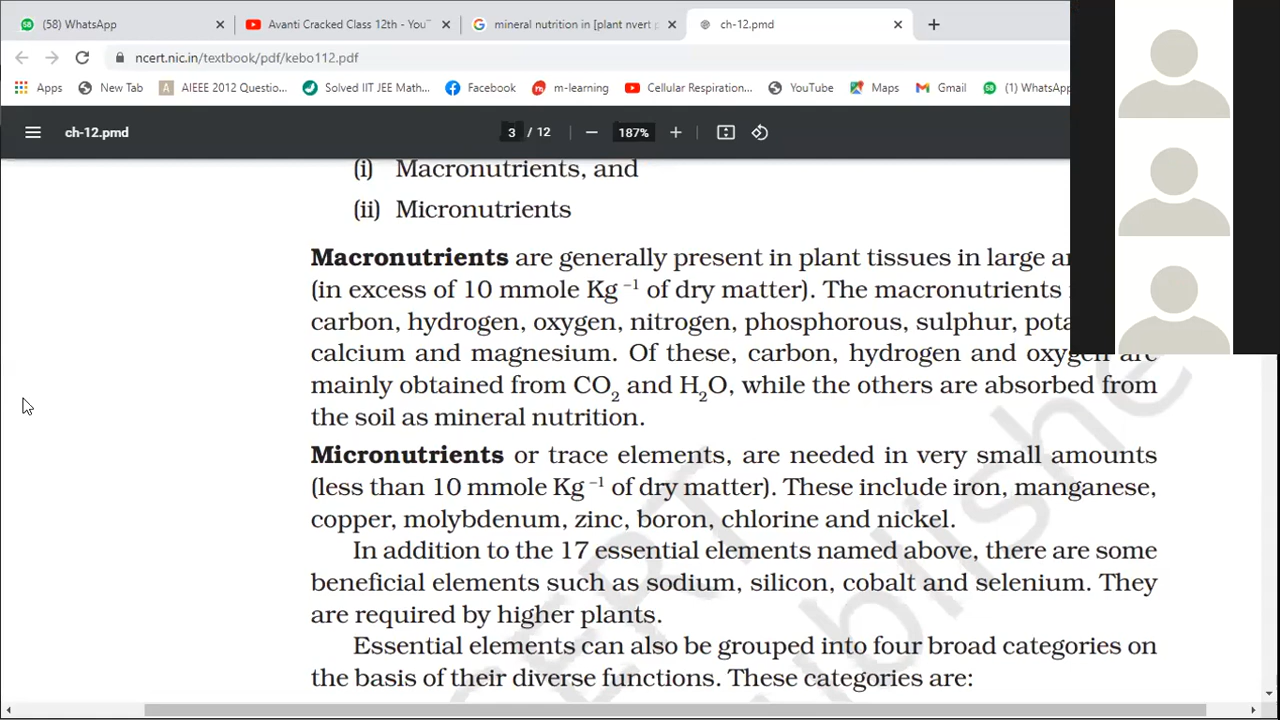 (58) WhatsApp
Avanti Cracked Class 12th - You
mineral nutrition in [plant nvert
ch-12.pmd
ncert.nic.in/textbook/pdf/kebo112.pdf
Apps New Tab AIEEE 2012 Questio... Solved IIT JEE Math... Facebook m-learning Cellular Respiration... YouTube Maps Gmail (1) WhatsApp
ch-12.pmd 3 / 12 187%
(i) Macronutrients, and
(ii) Micronutrients
Macronutrients are generally present in plant tissues in large
(in excess of 10 mmole Kg –1 of dry matter). The macronutrients
carbon, hydrogen, oxygen, nitrogen, phosphorous, sulphur,
calcium and magnesium. Of these, carbon, hydrogen and oxygen are
mainly obtained from CO2 and H2O, while the others are absorbed from
the soil as mineral nutrition.
Micronutrients or trace elements, are needed in very small amounts
(less than 10 mmole Kg –1 of dry matter). These include iron, manganese,
copper, molybdenum, zinc, boron, chlorine and nickel.
In addition to the 17 essential elements named above, there are some
beneficial elements such as sodium, silicon, cobalt and selenium. They
are required by higher plants.
Essential elements can also be grouped into four broad categories on
the basis of their diverse functions. These categories are: